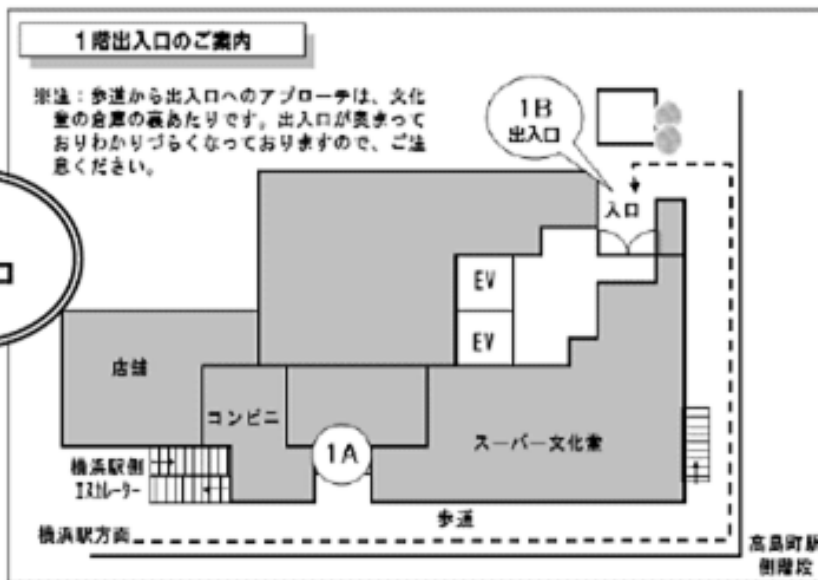 1階出入口のご案内
※注：歩道から出入口へのアプローチは、文化
堂の倉庫の裏あたりです。出入口が奥まって
おりわかりづらくなっておりますので、ご注
意ください。
1B
出入口
入口
EV
EV
店舗
コンビニ
1A
スーパー文化堂
横浜駅側
エスカレーター
歩道
横浜駅方面
高島町駅
側階段